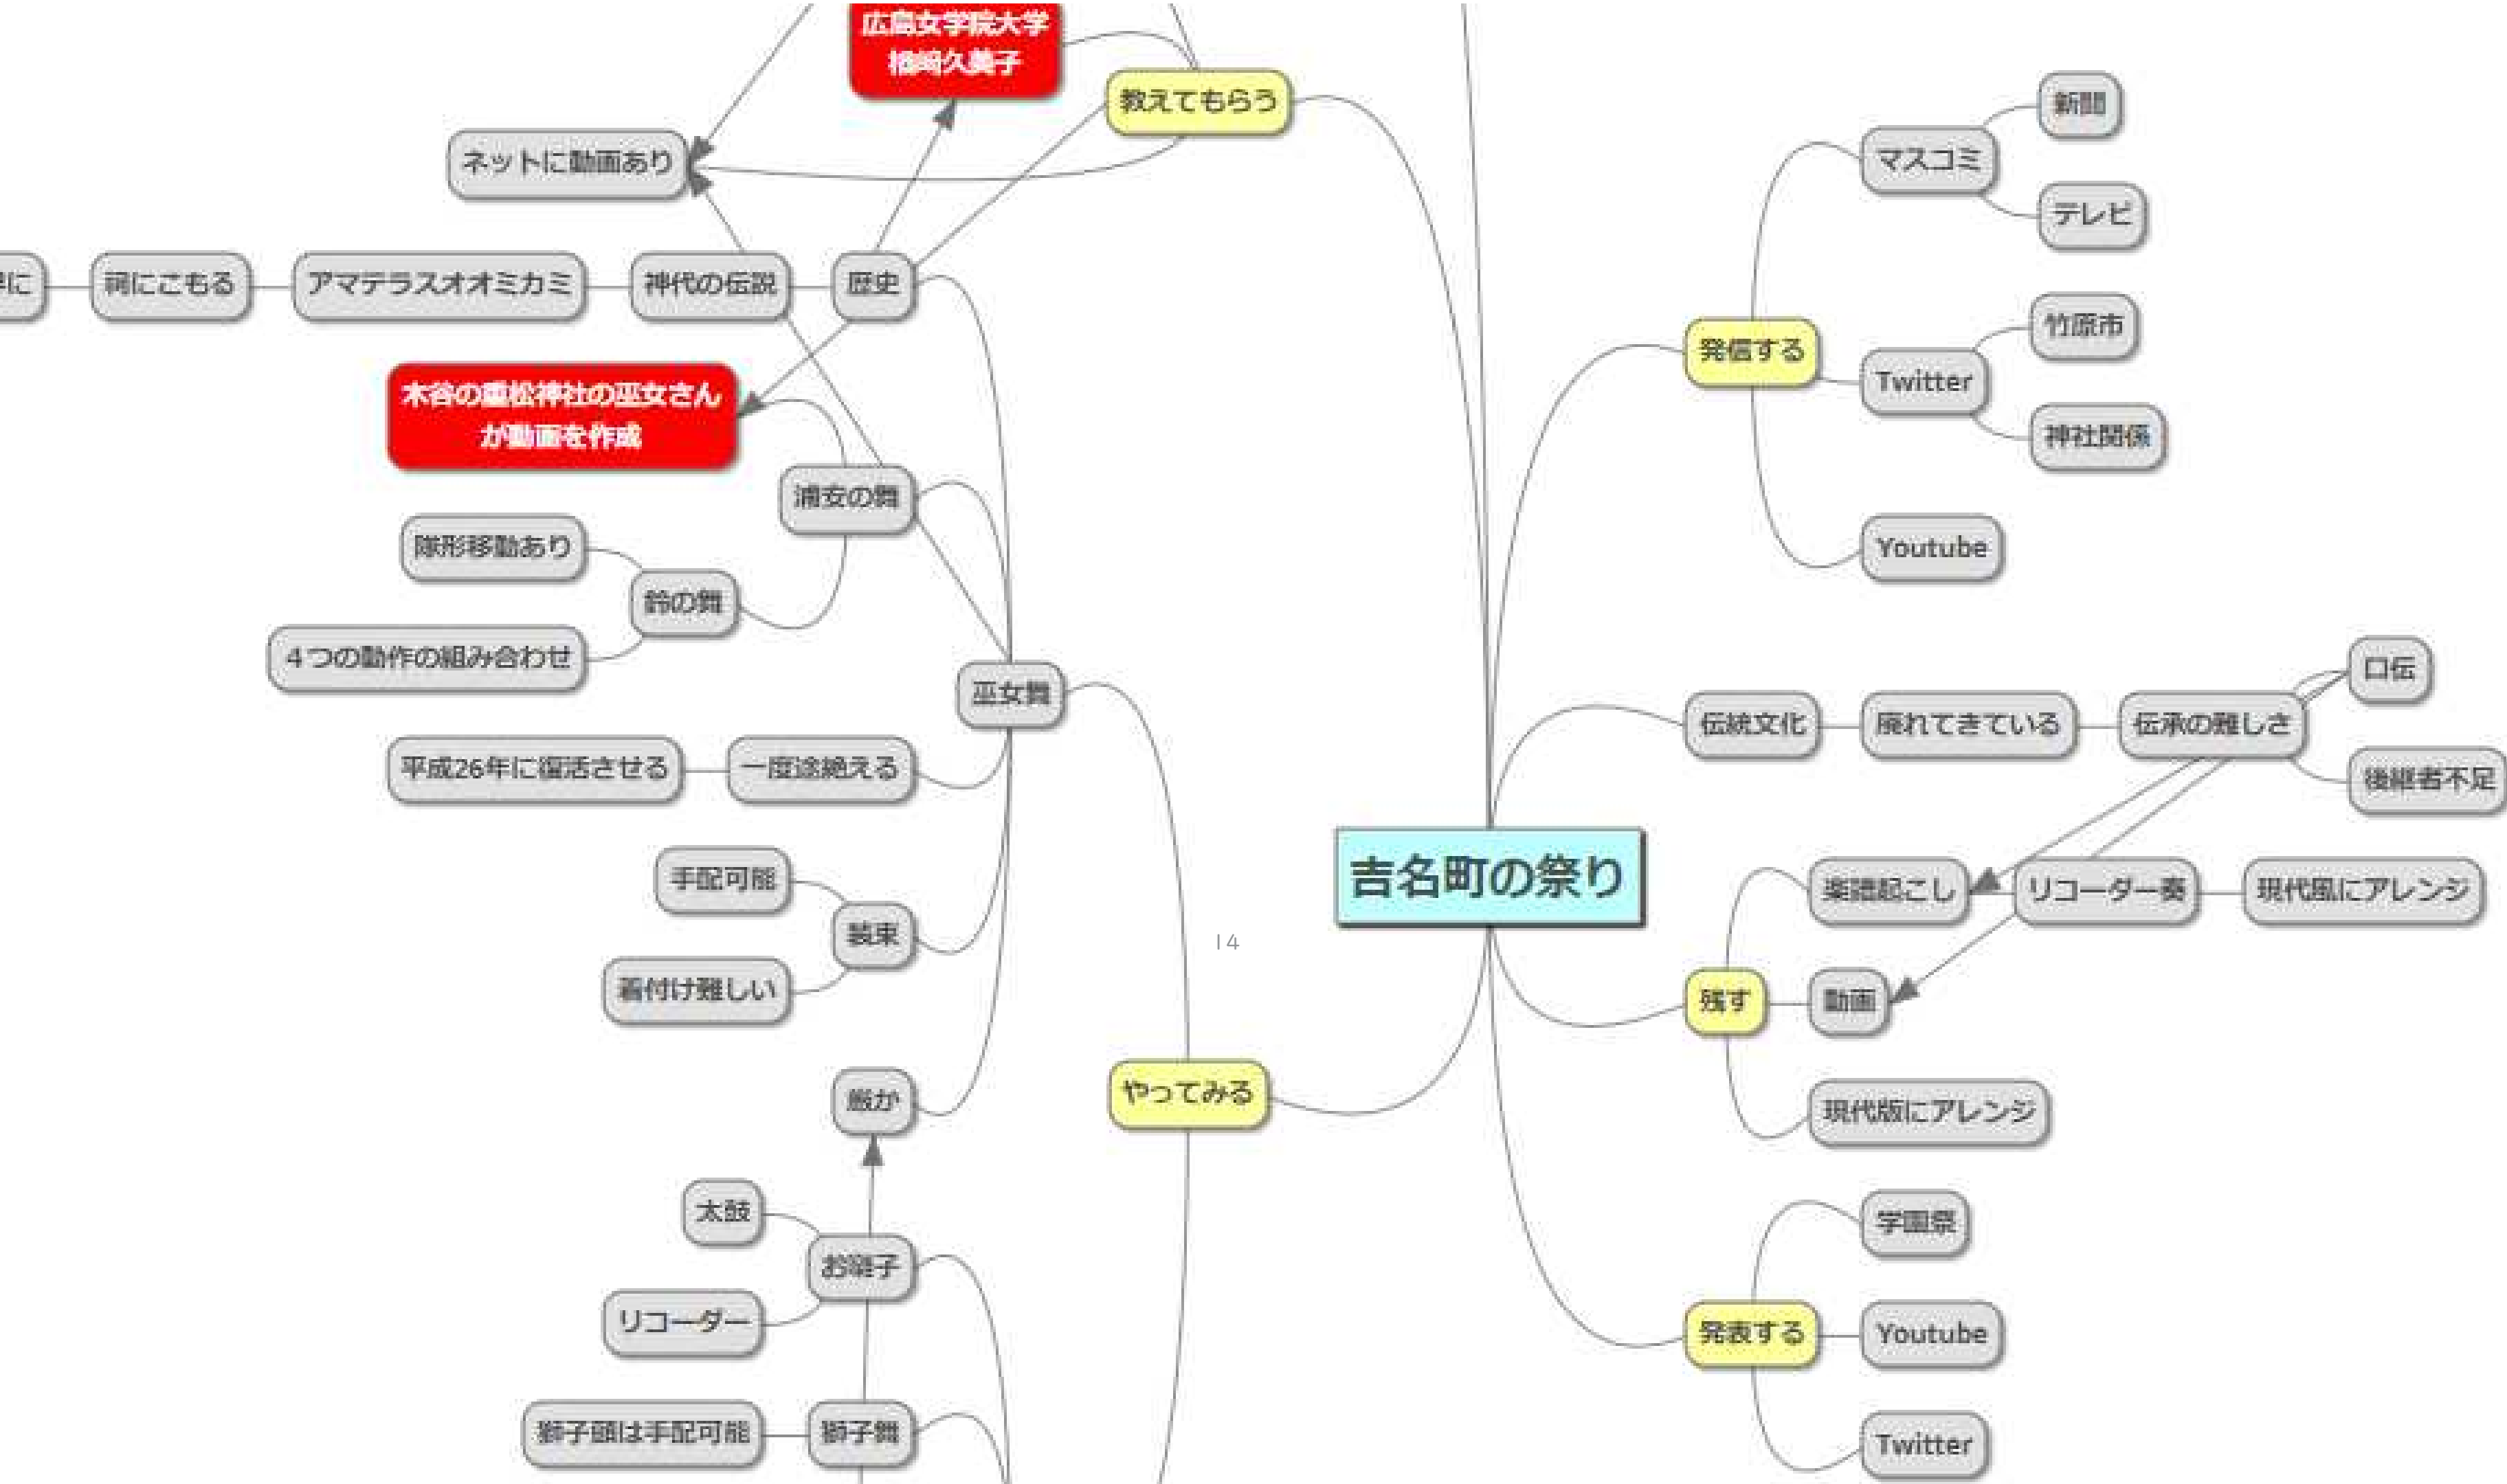 広島女学院大学
楢﨑久美子
教えてもらう
ネットに動画あり
に
祠にこもる
アマテラスオオミカミ
神代の伝説
歴史
木谷の重松神社の巫女さん
が動画を作成
浦安の舞
隊形移動あり
鈴の舞
４つの動作の組み合わせ
巫女舞
平成26年に復活させる
一度途絶える
手配可能
装束
着付け難しい
厳か
太鼓
お囃子
リコーダー
獅子頭は手配可能
獅子舞
やってみる
14
吉名町の祭り
発信する
マスコミ
新聞
テレビ
Twitter
竹原市
神社関係
Youtube
伝統文化
廃れてきている
伝承の難しさ
口伝
後継者不足
残す
楽譜起こし
リコーダー奏
現代風にアレンジ
動画
現代版にアレンジ
発表する
学園祭
Youtube
Twitter